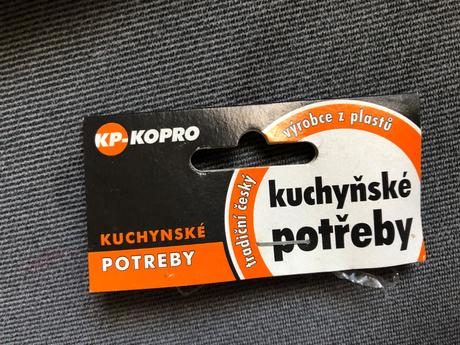 KP-KOPRO
KUCHYNSKÉ
POTREBY
tradiční český
výrobce z plastů
kuchyňské
potřeby